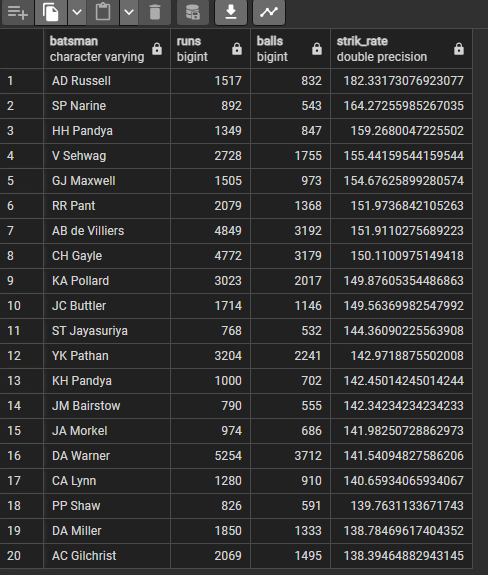 batsman runs balls strik_rate
character varying bigint bigint double precision
1 AD Russell 1517 832 182.33173076923077
2 SP Narine 892 543 164.27255985267035
3 HH Pandya 1349 847 159.2680047225502
4 V Sehwag 2728 1755 155.44159544159544
5 GJ Maxwell 1505 973 154.67625899280574
6 RR Pant 2079 1368 151.9736842105263
7 AB de Villiers 4849 3192 151.9110275689223
8 CH Gayle 4772 3179 150.1100975149418
9 KA Pollard 3023 2017 149.87605354486863
10 JC Buttler 1714 1146 149.56369982547992
11 ST Jayasuriya 768 532 144.36090225563908
12 YK Pathan 3204 2241 142.9718875502008
13 KH Pandya 1000 702 142.45014245014244
14 JM Bairstow 790 555 142.34234234234233
15 JA Morkel 974 686 141.98250728862973
16 DA Warner 5254 3712 141.54094827586206
17 CA Lynn 1280 910 140.65934065934067
18 PP Shaw 826 591 139.7631133671743
19 DA Miller 1850 1333 138.78469617404352
20 AC Gilchrist 2069 1495 138.39464882943145